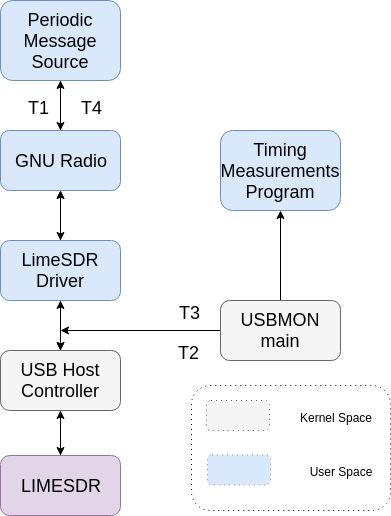 Periodic
Message
Source
T1 T4
GNU Radio
Timing
Measurements
Program
LimeSDR
Driver
T3
USBMON
main
T2
USB Host
Controller
Kernel Space
User Space
LIMESDR